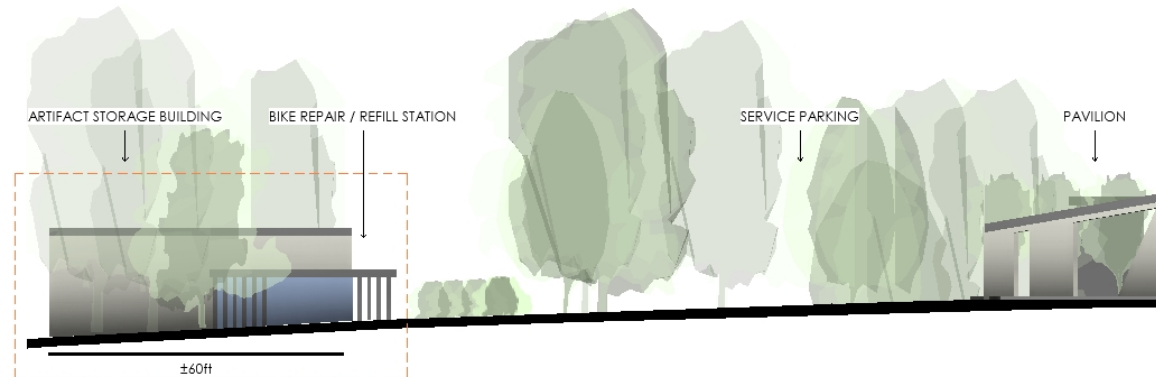 ARTIFACT STORAGE BUILDING
BIKE REPAIR / REFILL STATION
SERVICE PARKING
PAVILION
±60ft